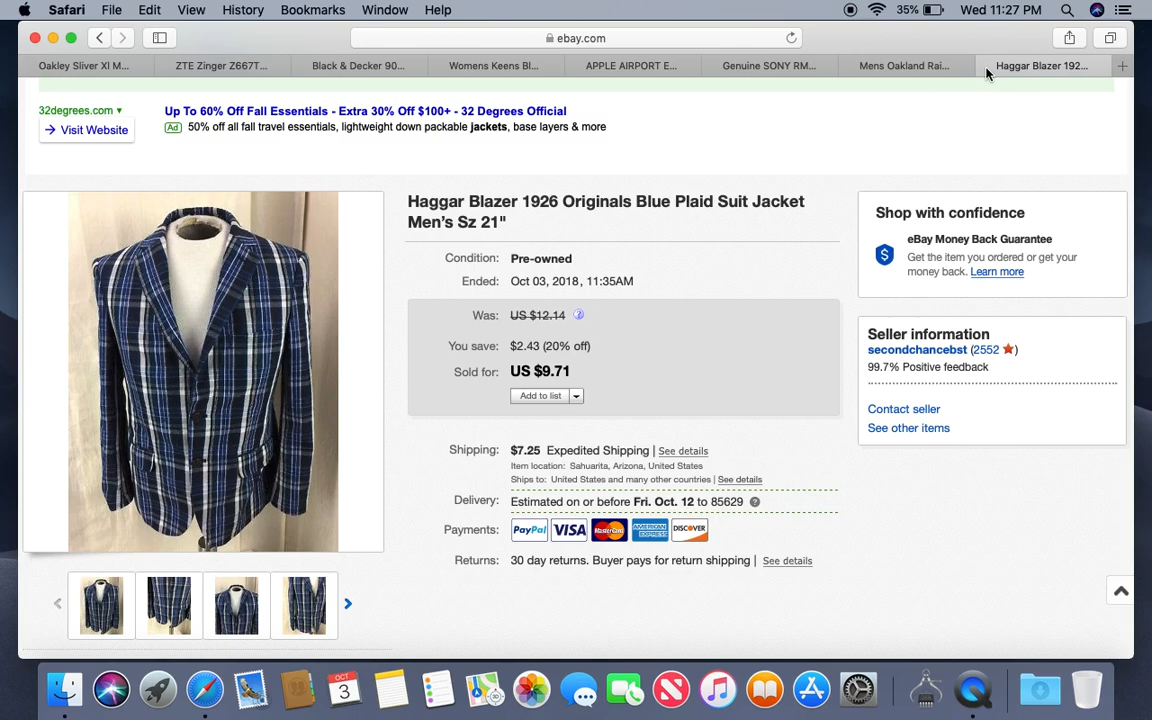 Safari File Edit View History Bookmarks Window Help 35% Wed 11:27 PM
ebay.com
Oakley Sliver Xl M... ZTE Zinger Z667T... Black & Decker 90... Womens Keens Bl... APPLE AIRPORT E... Genuine SONY RM... Mens Oakland Rai... Haggar Blazer 192...
32degrees.com
Visit Website
Up To 60% Off Fall Essentials - Extra 30% Off $100+ - 32 Degrees Official
Ad 50% off all fall travel essentials, lightweight down packable jackets, base layers & more
Haggar Blazer 1926 Originals Blue Plaid Suit Jacket
Men's Sz 21"
Condition: Pre-owned
Ended: Oct 03, 2018, 11:35AM
Was: US $12.14
You save: $2.43 (20% off)
Sold for: US $9.71
Add to list
Shipping: $7.25 Expedited Shipping | See details
Item location: Sahuarita, Arizona, United States
Ships to: United States and many other countries | See details
Delivery: Estimated on or before Fri. Oct. 12 to 85629
Payments: PayPal VISA MasterCard AMERICAN EXPRESS DISCOVER
Returns: 30 day returns. Buyer pays for return shipping | See details
Shop with confidence
eBay Money Back Guarantee
Get the item you ordered or get your
money back. Learn more
Seller information
secondchancebst (2552)
99.7% Positive feedback
Contact seller
See other items
OCT
3